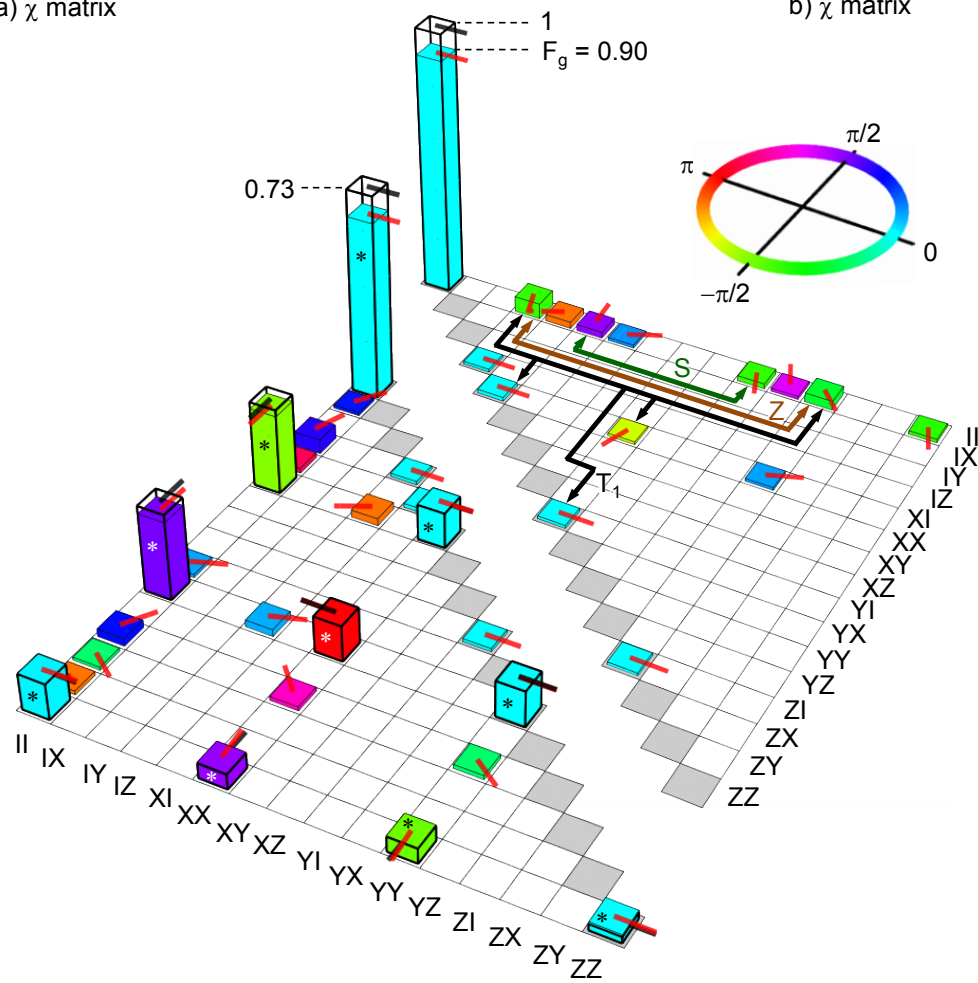 a) χ matrix
b) χ matrix
1
F_g = 0.90
0.73
π/2
π
0
−π/2
S
Z
T_1
*
*
*
*
*
*
*
*
*
*
II
IX
IY
IZ
XI
XX
XY
XZ
YI
YX
YY
YZ
ZI
ZX
ZY
ZZ
II
IX
IY
IZ
XI
XX
XY
XZ
YI
YX
YY
YZ
ZI
ZX
ZY
ZZ